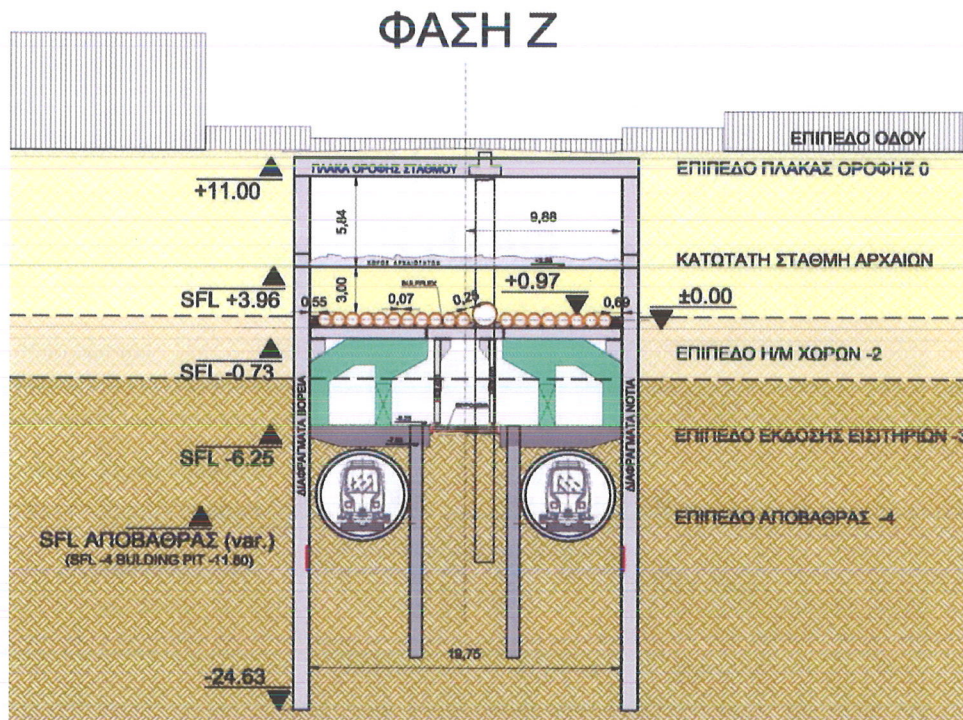 ΦΑΣΗ Ζ
ΕΠΙΠΕΔΟ ΟΔΟΥ
ΠΛΑΚΑ ΟΡΟΦΗΣ ΣΤΑΘΜΟΥ
ΕΠΙΠΕΔΟ ΠΛΑΚΑΣ ΟΡΟΦΗΣ 0
+11.00
5,84
9,88
ΧΩΡΟΣ ΑΡΧΑΙΟΤΗΤΩΝ
ΚΑΤΩΤΑΤΗ ΣΤΑΘΜΗ ΑΡΧΑΙΩΝ
SFL +3.96
3,00
+0.97
0,55
0,07
0,25
0,69
±0.00
ΕΠΙΠΕΔΟ Η/Μ ΧΩΡΩΝ -2
SFL -0.73
ΔΙΑΦΡΑΓΜΑΤΑ ΒΟΡΕΙΑ
ΔΙΑΦΡΑΓΜΑΤΑ ΝΟΤΙΑ
SFL -6.25
ΕΠΙΠΕΔΟ ΕΚΔΟΣΗΣ ΕΙΣΙΤΗΡΙΩΝ -3
ΕΠΙΠΕΔΟ ΑΠΟΒΑΘΡΑΣ -4
SFL ΑΠΟΒΑΘΡΑΣ (var.)
(SFL -4 BULDING PIT -11.80)
19,75
-24.63